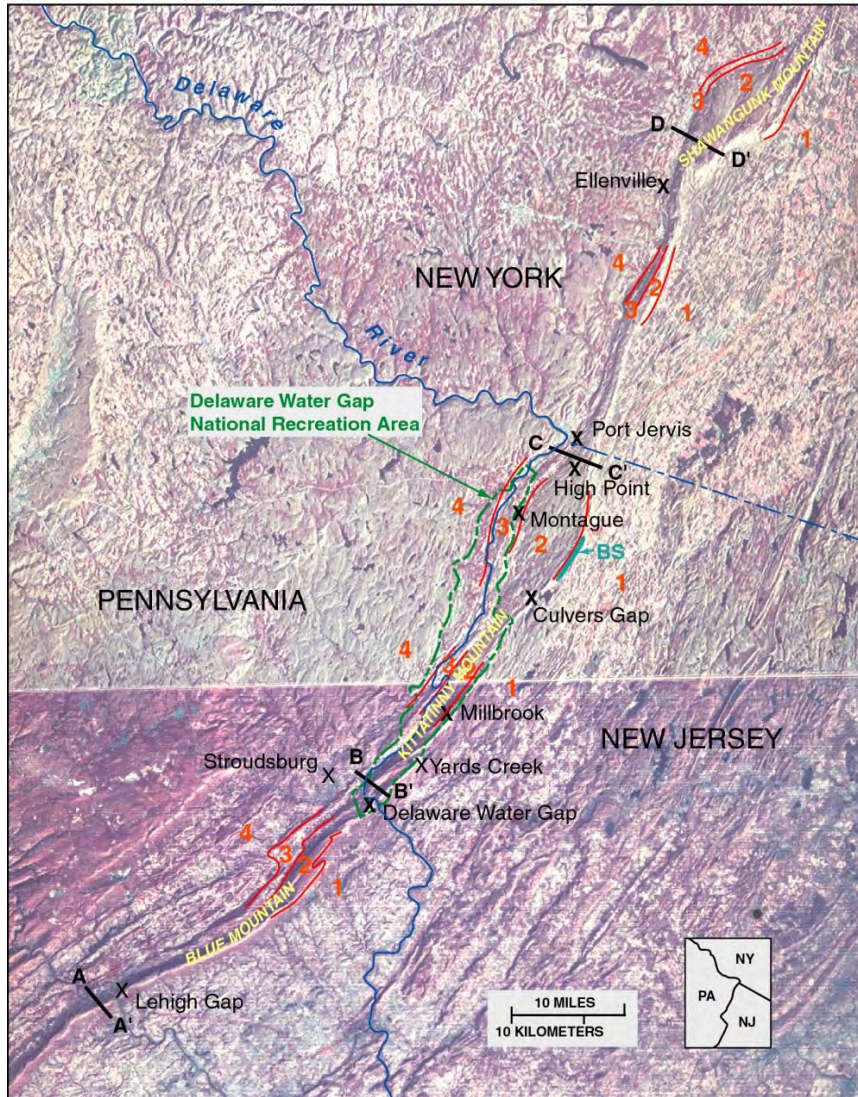 4
2
3
SHAWANGUNK MOUNTAIN
Delaware
D
D'
1
Ellenville X
NEW YORK
4
2
3
1
River
Delaware Water Gap
National Recreation Area
X Port Jervis
C
C'
X
High Point
4
3
X Montague
2
BS
1
PENNSYLVANIA
X
Culvers Gap
4
3
2
1
KITTATINNY MOUNTAIN
X Millbrook
NEW JERSEY
Stroudsburg X
B
B'
X Yards Creek
X Delaware Water Gap
4
3
2
1
BLUE MOUNTAIN
A
A'
X
Lehigh Gap
10 MILES
10 KILOMETERS
NY
PA
NJ